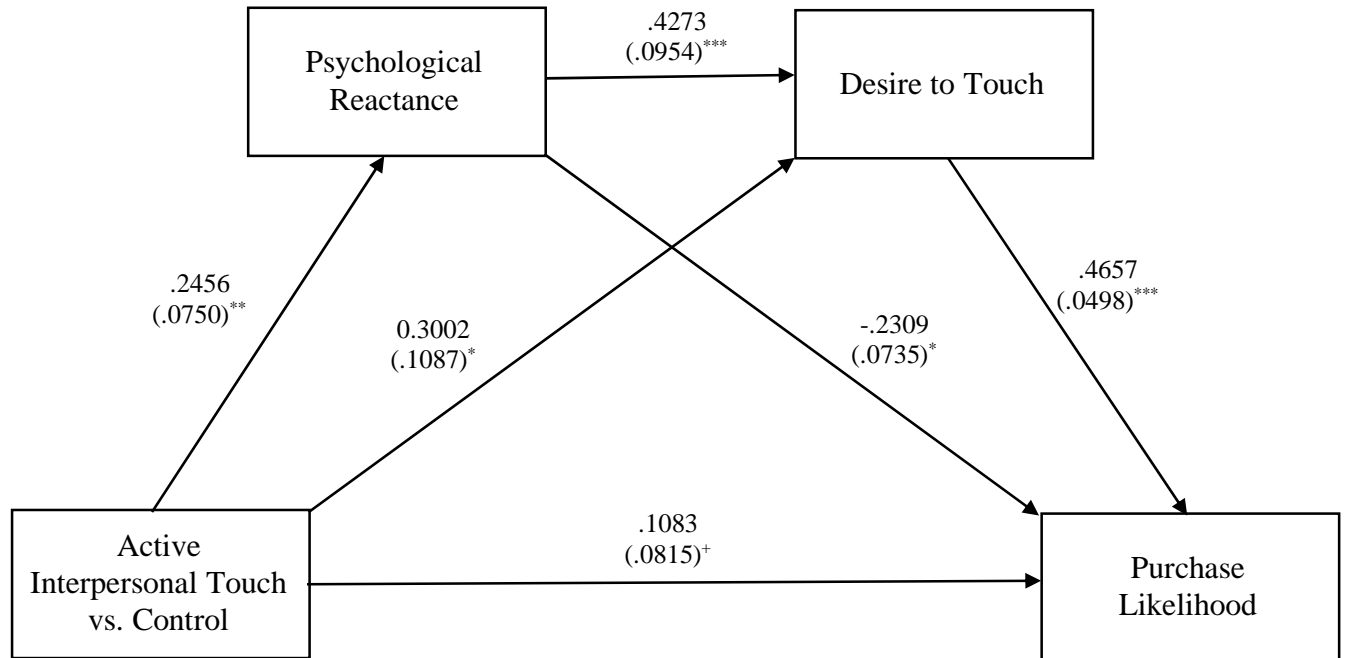 .4273
(.0954)***
Psychological
Reactance
Desire to Touch
.2456
(.0750)**
0.3002
(.1087)*
-.2309
(.0735)*
.4657
(.0498)***
.1083
(.0815)+
Active
Interpersonal Touch
vs. Control
Purchase
Likelihood